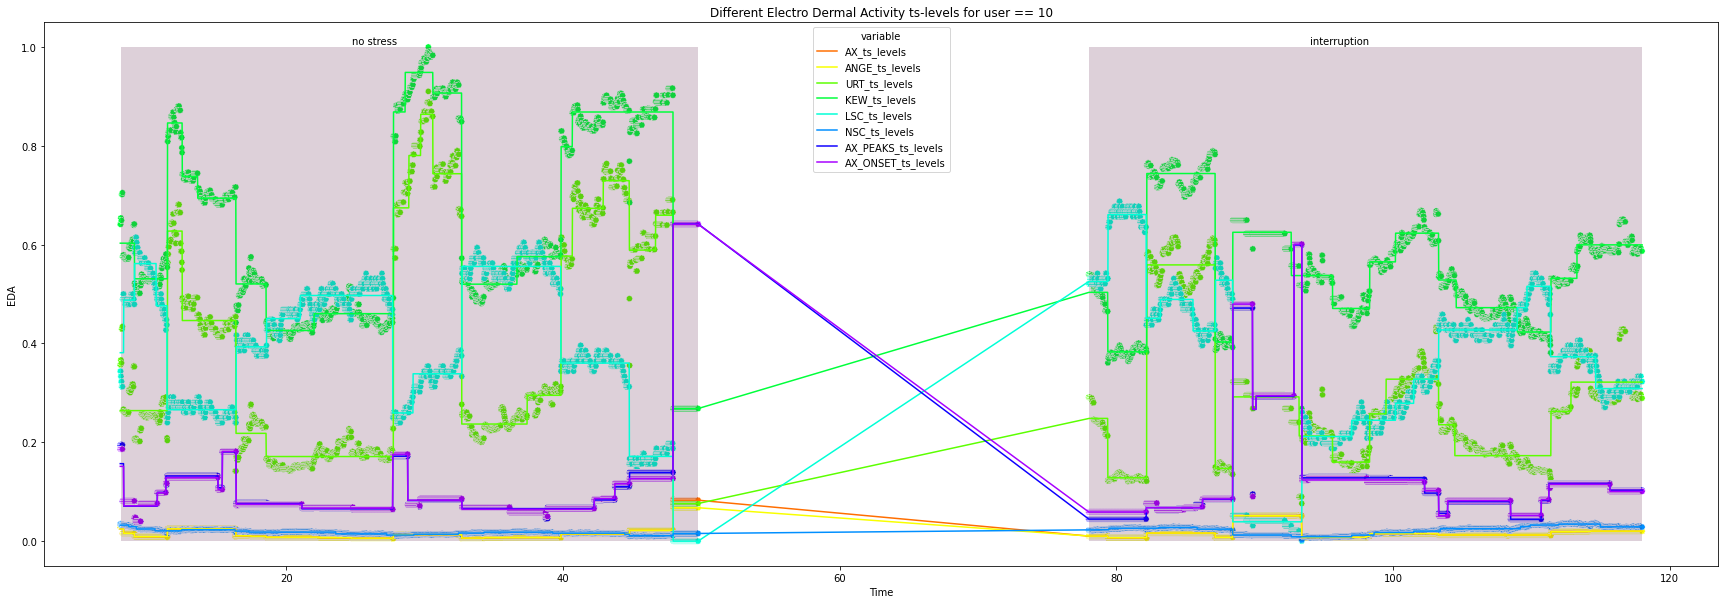 Different Electro Dermal Activity ts-levels for user == 10
no stress
interruption
variable
AX_ts_levels
ANGE_ts_levels
URT_ts_levels
KEW_ts_levels
LSC_ts_levels
NSC_ts_levels
AX_PEAKS_ts_levels
AX_ONSET_ts_levels
EDA
1.0
0.8
0.6
0.4
0.2
0.0
20 40 60 80 100 120
Time